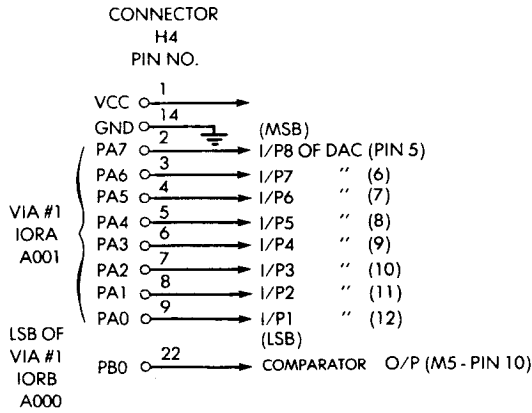 CONNECTOR
H4
PIN NO.
VCC 1
GND 14
(MSB)
PA7 2 I/P8 OF DAC (PIN 5)
PA6 3 I/P7 " (6)
PA5 4 I/P6 " (7)
PA4 5 I/P5 " (8)
PA3 6 I/P4 " (9)
PA2 7 I/P3 " (10)
PA1 8 I/P2 " (11)
PA0 9 I/P1 " (12)
(LSB)
VIA #1
IORA
A001
LSB OF
VIA #1
IORB
A000
PB0 22 COMPARATOR O/P (M5 - PIN 10)